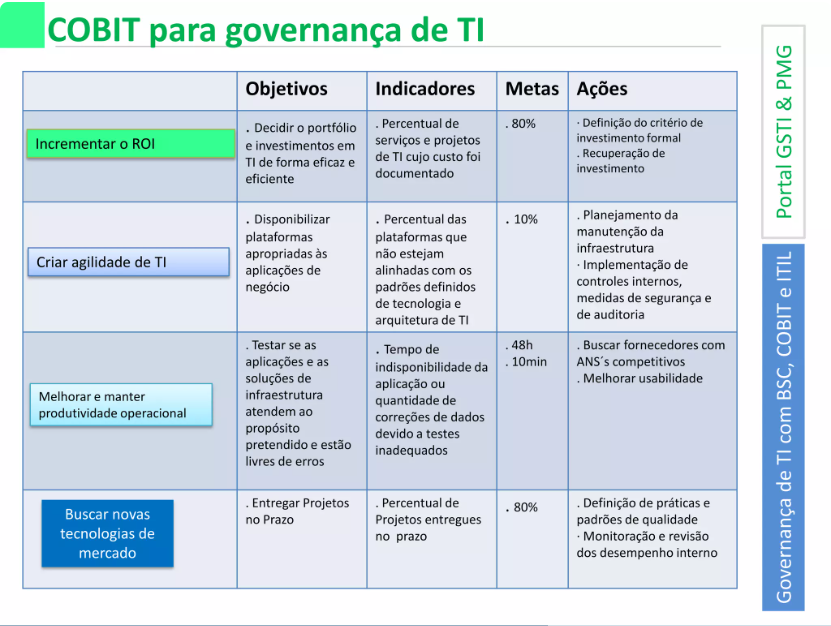 COBIT para governança de TI
Objetivos
Indicadores
Metas
Ações
Incrementar o ROI
. Decidir o portfólio
e investimentos em
TI de forma eficaz e
eficiente
. Percentual de
serviços e projetos
de TI cujo custo foi
documentado
. 80%
· Definição do critério de
investimento formal
. Recuperação de
investimento
Criar agilidade de TI
. Disponibilizar
plataformas
apropriadas às
aplicações de
negócio
. Percentual das
plataformas que
não estejam
alinhadas com os
padrões definidos
de tecnologia e
arquitetura de TI
. 10%
. Planejamento da
manutenção da
infraestrutura
· Implementação de
controles internos,
medidas de segurança e
de auditoria
Melhorar e manter
produtividade operacional
. Testar se as
aplicações e as
soluções de
infraestrutura
atendem ao
propósito
pretendido e estão
livres de erros
. Tempo de
indisponibilidade da
aplicação ou
quantidade de
correções de dados
devido a testes
inadequados
. 48h
. 10min
. Buscar fornecedores com
ANS´s competitivos
. Melhorar usabilidade
Buscar novas
tecnologias de
mercado
. Entregar Projetos
no Prazo
. Percentual de
Projetos entregues
no prazo
. 80%
. Definição de práticas e
padrões de qualidade
· Monitoração e revisão
dos desempenho interno
Portal GSTI & PMG
Governança de TI com BSC, COBIT e ITIL